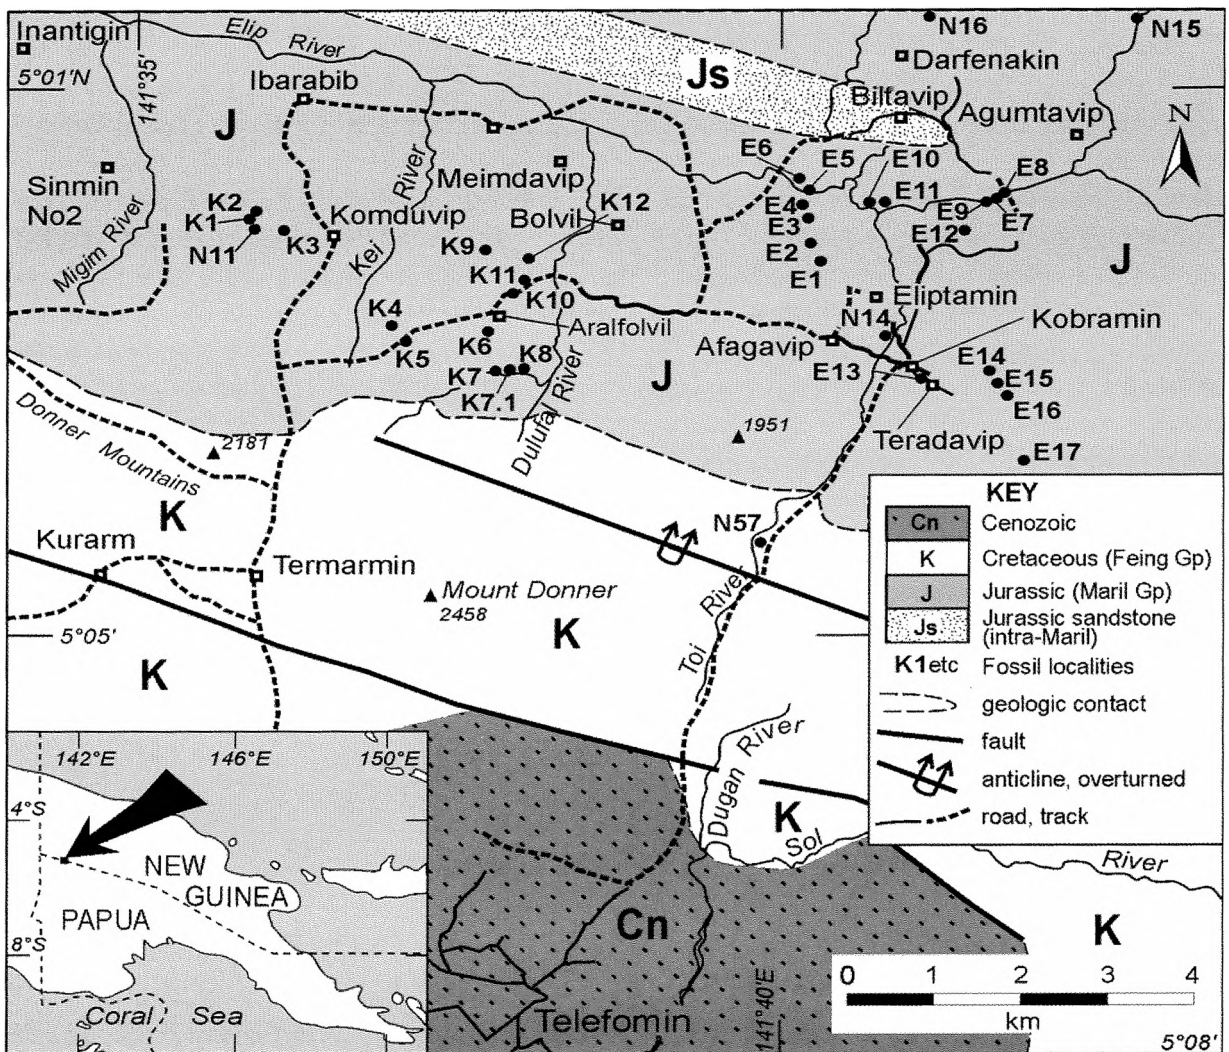 Inantigin
5°01'N
141°35'
Elip River
Ibarabib
J
Js
N16
N15
Darfenakin
Bilfavip
Agumtavip
N
Sinmin
No2
Migim River
K2
K1
N11
K3
Komduvip
Kei River
Meimdavip
Bolvil
K12
K9
K11
K10
K4
K5
K6
Aralfolvil
K7
K8
K7.1
Dulufa River
J
E6
E5
E10
E8
E4
E11
E3
E9
E7
E2
E12
E1
J
Eliptamin
N14
Kobramin
Afagavip
E13
E14
E15
E16
Teradavip
E17
1951
Donner Mountains
2181
K
Kurarm
Termarmin
N57
Mount Donner
2458
K
5°05'
K
Toi River
Dugan River
K
Sol
River
K
Cn
Telefomin
141°40'E
5°08'
KEY
Cn Cenozoic
K Cretaceous (Feing Gp)
J Jurassic (Maril Gp)
Js Jurassic sandstone
(intra-Maril)
K1etc Fossil localities
geologic contact
fault
anticline, overturned
road, track
0 1 2 3 4
km
142°E 146°E 150°E
4°S
NEW
GUINEA
PAPUA
8°S
Coral Sea